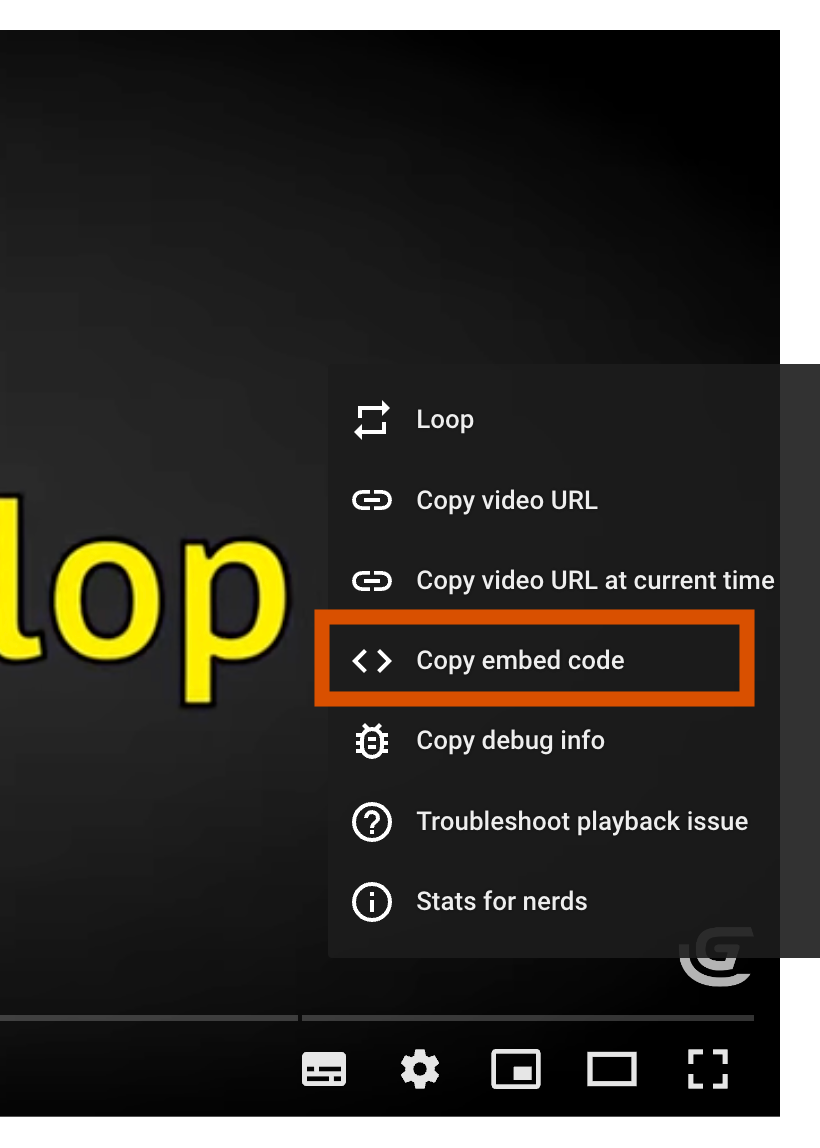 lop
Loop
Copy video URL
Copy video URL at current time
Copy embed code
Copy debug info
Troubleshoot playback issue
Stats for nerds